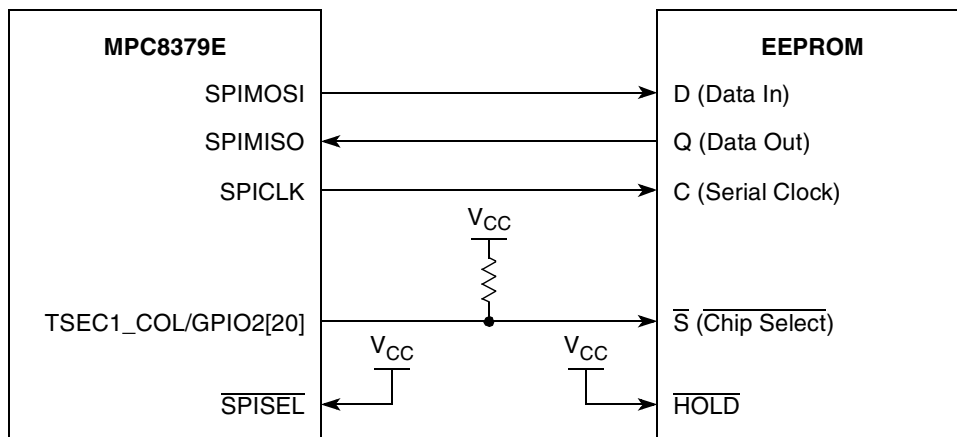 MPC8379E
EEPROM
SPIMOSI
D (Data In)
SPIMISO
Q (Data Out)
SPICLK
C (Serial Clock)
VCC
TSEC1_COL/GPIO2[20]
S (Chip Select)
VCC
VCC
SPISEL
HOLD